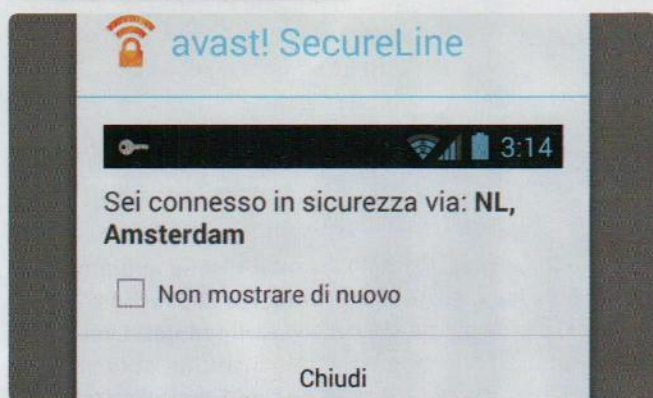 avast! SecureLine
3:14
Sei connesso in sicurezza via: NL,
Amsterdam
Non mostrare di nuovo
Chiudi